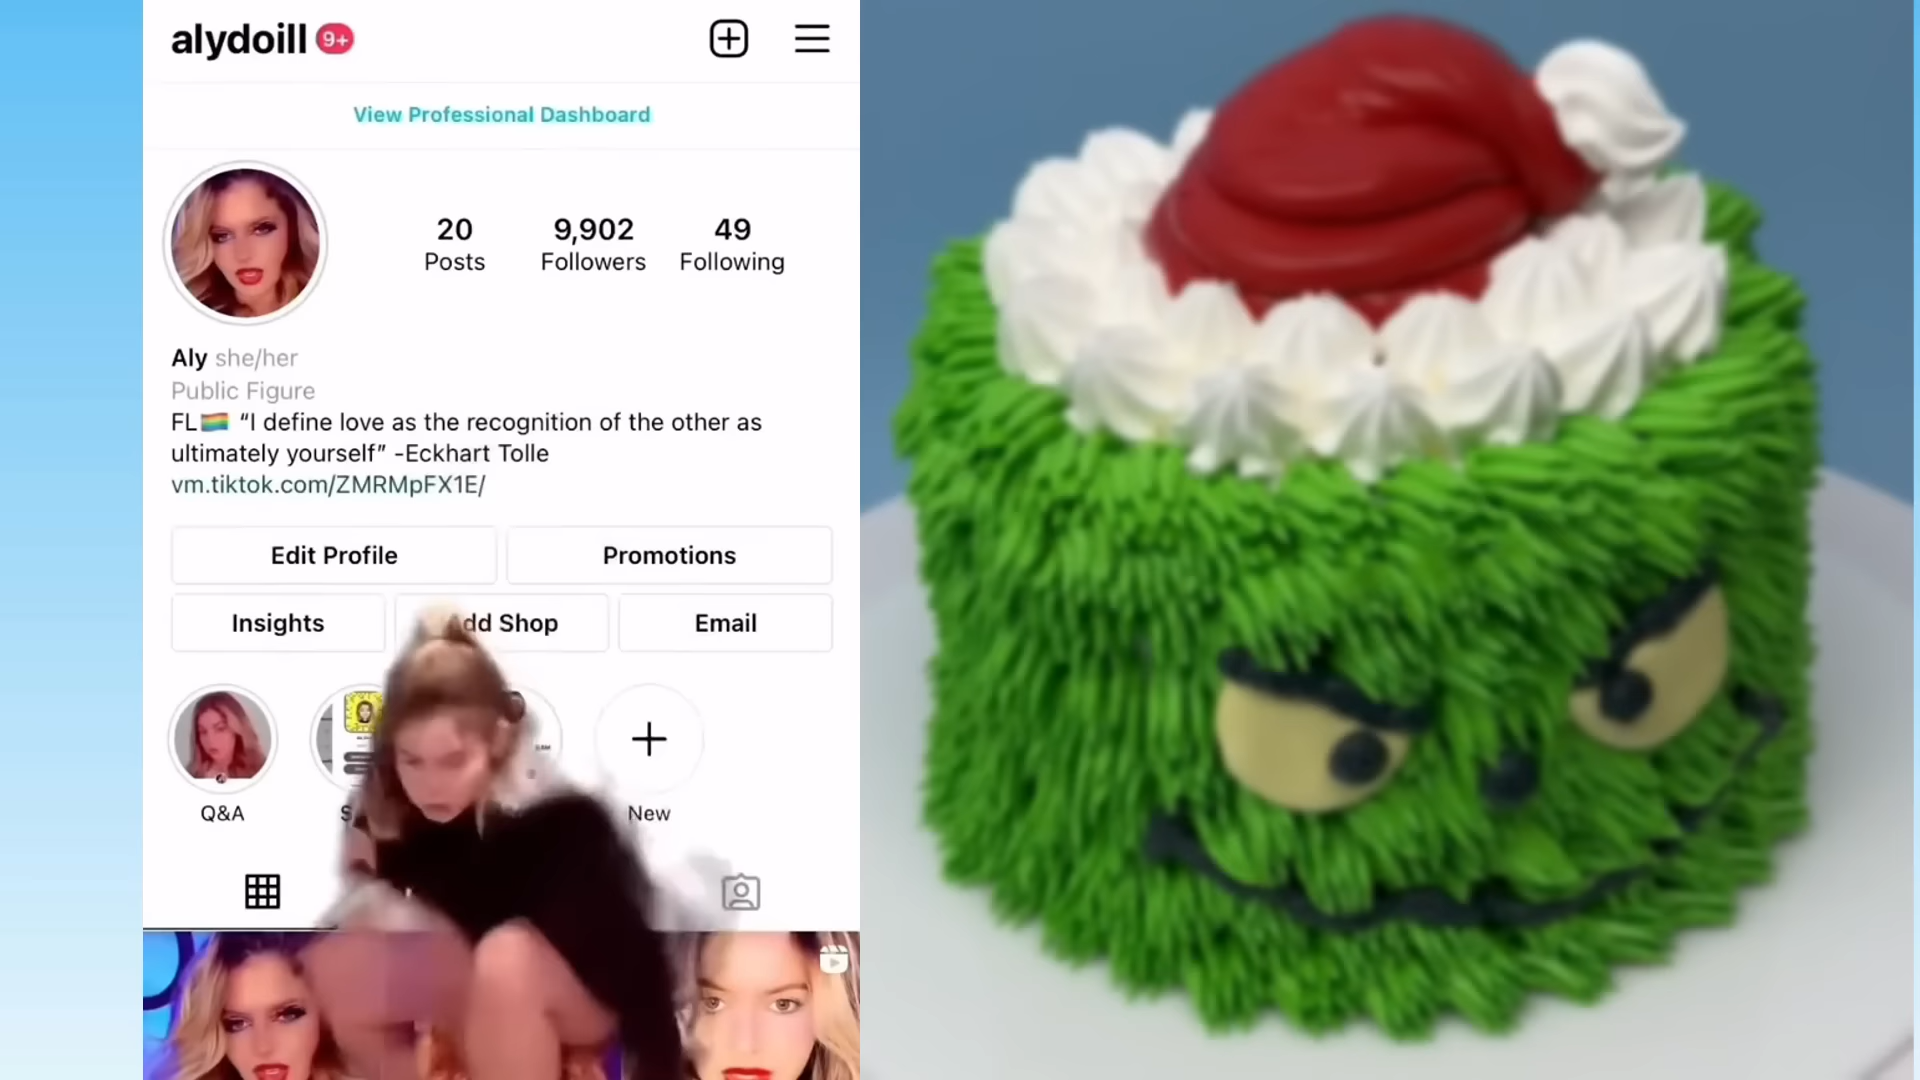 alydoill 9+
View Professional Dashboard
20 9,902 49
Posts Followers Following
Aly she/her
Public Figure
FL🏳️‍🌈 “I define love as the recognition of the other as
ultimately yourself” -Eckhart Tolle
vm.tiktok.com/ZMRMpFX1E/
Edit Profile Promotions
Insights dd Shop Email
Q&A S New